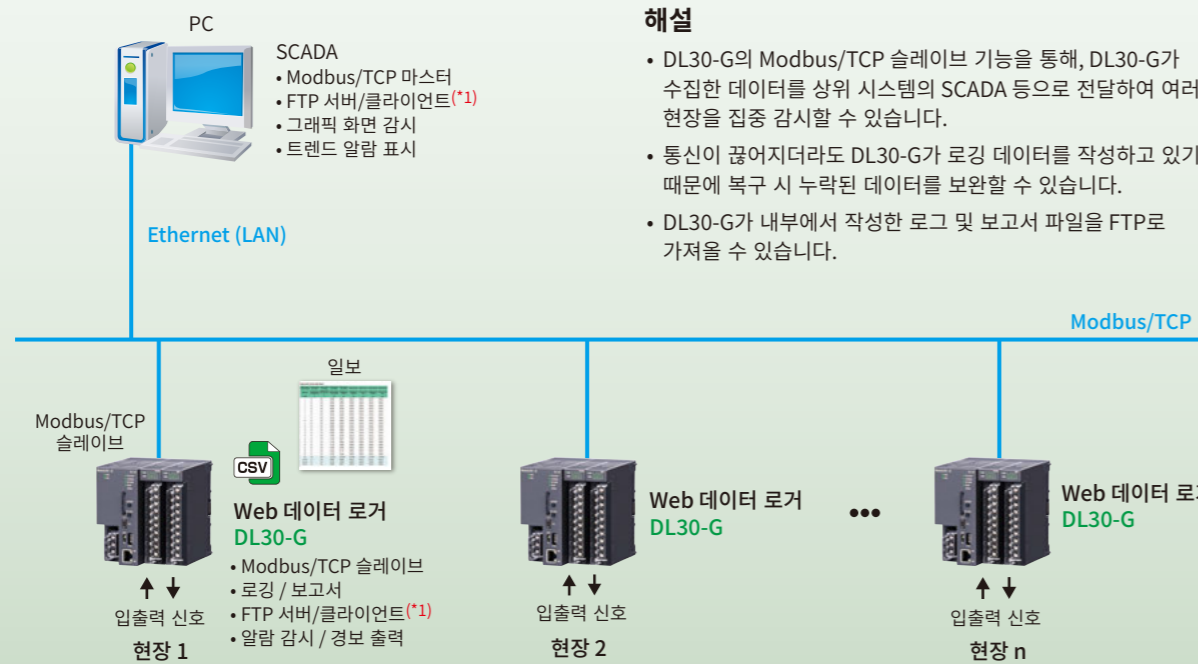 PC
SCADA
• Modbus/TCP 마스터
• FTP 서버/클라이언트(*1)
• 그래픽 화면 감시
• 트렌드 알람 표시
Ethernet (LAN)
해설
• DL30-G의 Modbus/TCP 슬레이브 기능을 통해, DL30-G가
수집한 데이터를 상위 시스템의 SCADA 등으로 전달하여 여러
현장을 집중 감시할 수 있습니다.
• 통신이 끊어지더라도 DL30-G가 로깅 데이터를 작성하고 있기
때문에 복구 시 누락된 데이터를 보완할 수 있습니다.
• DL30-G가 내부에서 작성한 로그 및 보고서 파일을 FTP로
가져올 수 있습니다.
Modbus/TCP
일보
Modbus/TCP
슬레이브
CSV
Web 데이터 로거
DL30-G
• Modbus/TCP 슬레이브
• 로깅 / 보고서
• FTP 서버/클라이언트(*1)
• 알람 감시 / 경보 출력
입출력 신호
현장 1
Web 데이터 로거
DL30-G
입출력 신호
현장 2
•••
Web 데이터
DL30-G
입출력 신호
현장 n